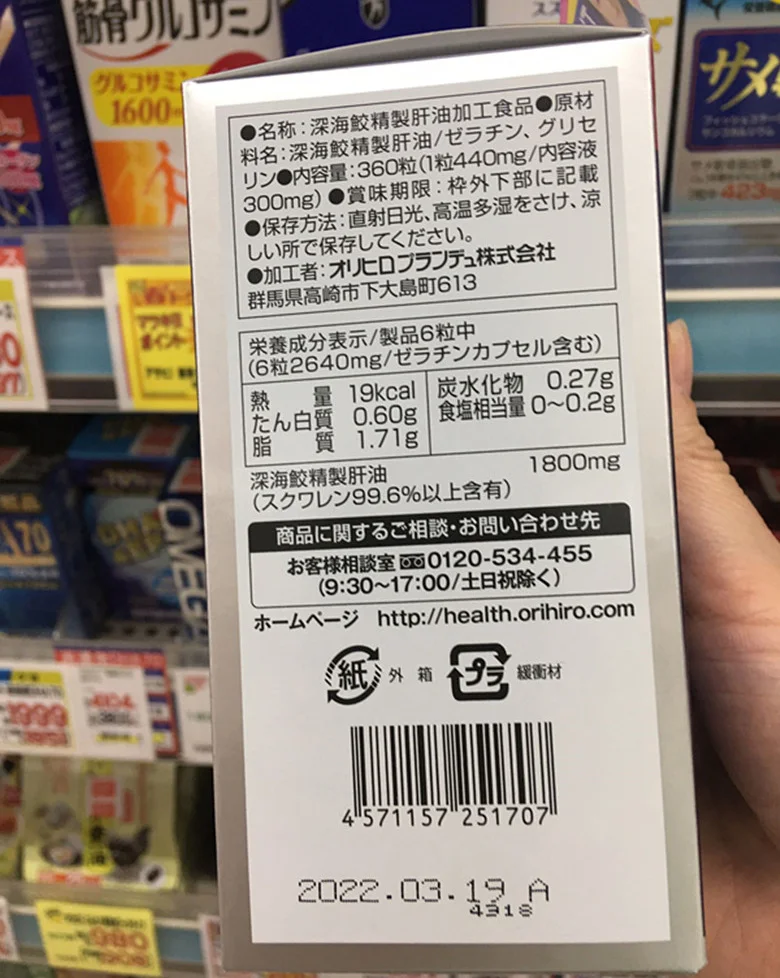 筋骨グルコサミン
グルコサミン
1600
サメ
●名称：深海鮫精製肝油加工食品●原材
料名：深海鮫精製肝油/ゼラチン、グリセ
リン●内容量：360粒(1粒440mg/内容液
300mg) ●賞味期限：枠外下部に記載
●保存方法：直射日光、高温多湿をさけ、涼
しい所で保存してください。
●加工者：オリヒロプランデュ株式会社
群馬県高崎市下大島町613
栄養成分表示/製品6粒中
(6粒2640mg/ゼラチンカプセル含む)
熱 量 19kcal
たん白質 0.60g
脂 質 1.71g
炭水化物 0.27g
食塩相当量 0〜0.2g
深海鮫精製肝油 1800mg
(スクワレン99.6%以上含有)
商品に関するご相談・お問い合わせ先
お客様相談室 0120-534-455
(9:30〜17:00/土日祝除く)
ホームページ http://health.orihiro.com
紙 外 箱 プラ 緩衝材
4 571157 251707
2022.03.19 A
4318